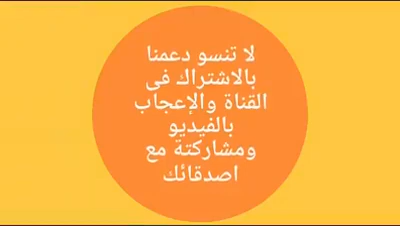 لا تنسو دعمنا
بالاشتراك فى
القناة والإعجاب
بالفيديو
ومشاركتة مع
اصدقائك